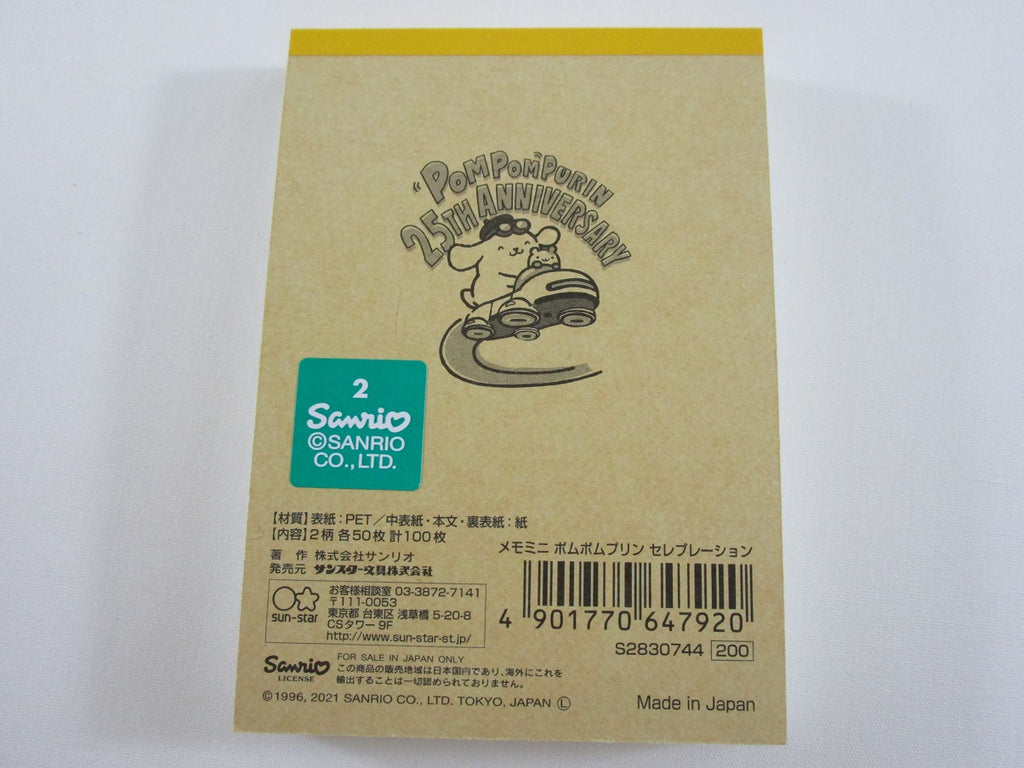 "POMPOMPURIN
25TH ANNIVERSARY
2
Sanrio
©SANRIO
CO., LTD.
【材質】表紙：PET／中表紙・本文・裏表紙：紙
【内容】2柄 各50枚 計100枚
著　作　株式会社サンリオ
発売元　サンスター文具株式会社
sun-star
お客様相談室 03-3872-7141
〒111-0053
東京都 台東区 浅草橋 5-20-8
CSタワー 9F
http://www.sun-star-st.jp/
メモミニ ポムポムプリン セレブレーション
4 901770 647920
S2830744 200
Sanrio
LICENSE
FOR SALE IN JAPAN ONLY
この商品の販売地域は日本国内であり、海外にこれを
輸出することは一切認められておりません。
©1996, 2021 SANRIO CO., LTD. TOKYO, JAPAN Ⓛ
Made in Japan